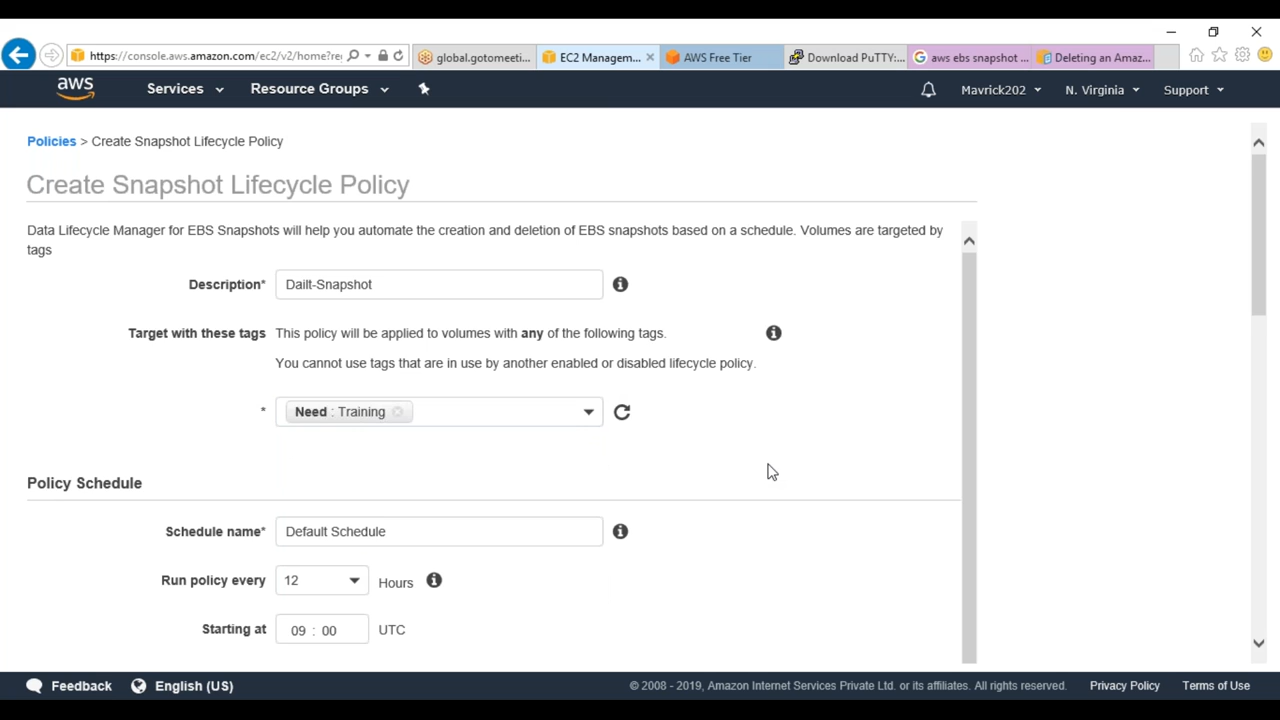 https://console.aws.amazon.com/ec2/v2/home?re
global.gotomeeti...
EC2 Managem...
AWS Free Tier
Download PuTTY:...
aws ebs snapshot ...
Deleting an Amaz...
aws
Services
Resource Groups
Mavrick202
N. Virginia
Support
Policies > Create Snapshot Lifecycle Policy
Create Snapshot Lifecycle Policy
Data Lifecycle Manager for EBS Snapshots will help you automate the creation and deletion of EBS snapshots based on a schedule. Volumes are targeted by
tags
Description* Dailt-Snapshot
Target with these tags This policy will be applied to volumes with any of the following tags.
You cannot use tags that are in use by another enabled or disabled lifecycle policy.
* Need : Training
Policy Schedule
Schedule name* Default Schedule
Run policy every 12 Hours
Starting at 09 : 00 UTC
Feedback
English (US)
© 2008 - 2019, Amazon Internet Services Private Ltd. or its affiliates. All rights reserved.
Privacy Policy
Terms of Use